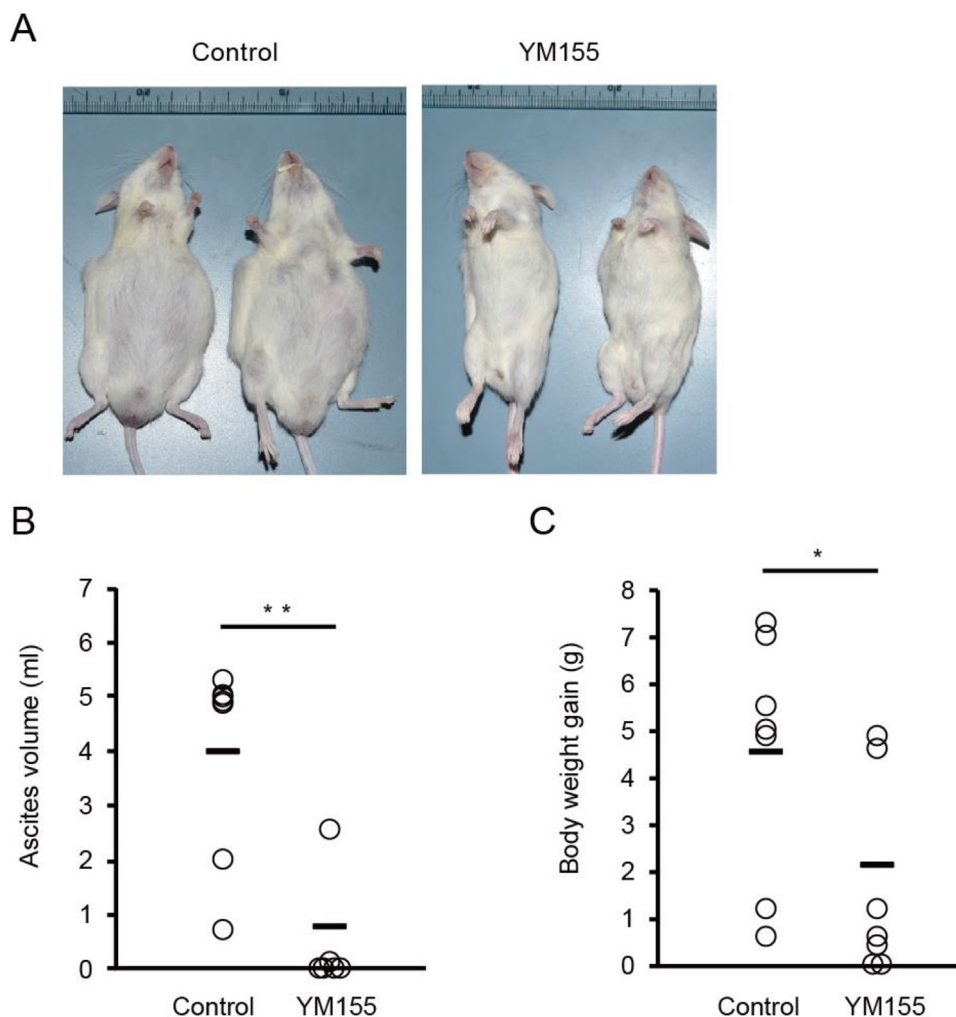 A
Control
YM155
B
C
7
6
5
4
3
2
1
0
Ascites volume (ml)
* *
Control
YM155
8
7
6
5
4
3
2
1
0
Body weight gain (g)
*
Control
YM155